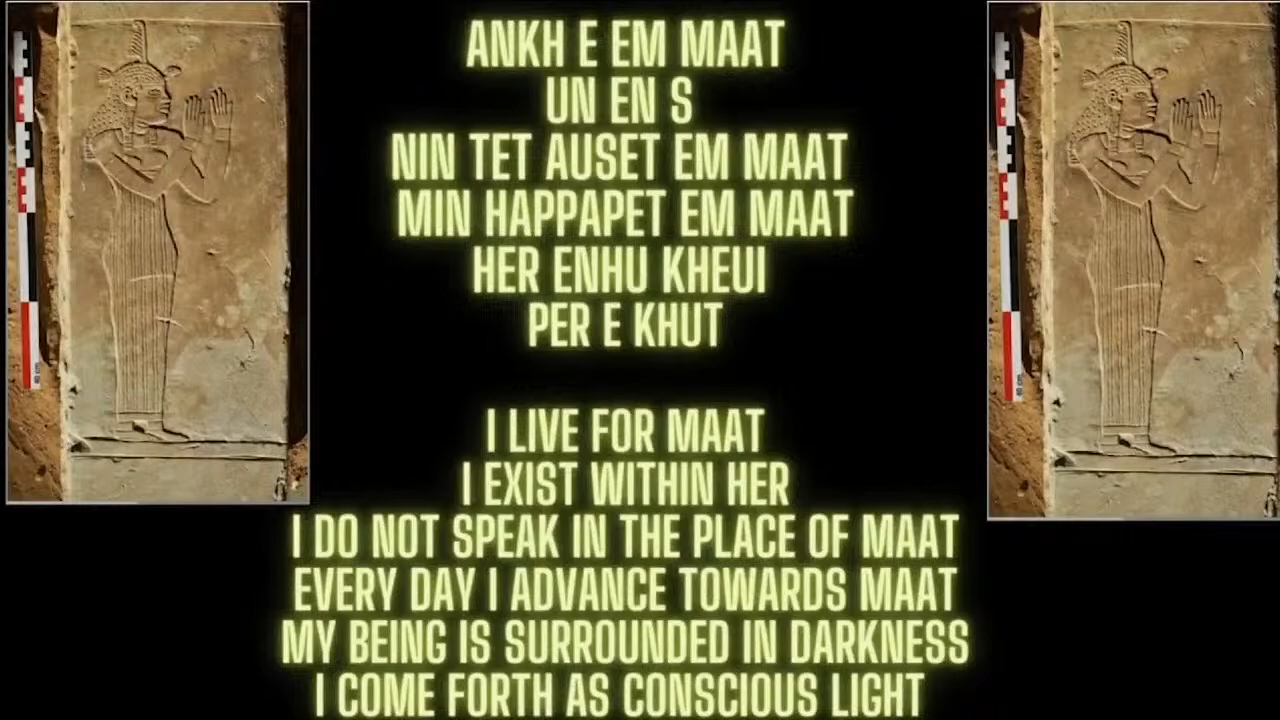 ANKH E EM MAAT
UN EN S
NIN TET AUSET EM MAAT
MIN HAPPAPET EM MAAT
HER ENHU KHEUI
PER E KHUT
I LIVE FOR MAAT
I EXIST WITHIN HER
I DO NOT SPEAK IN THE PLACE OF MAAT
EVERY DAY I ADVANCE TOWARDS MAAT
MY BEING IS SURROUNDED IN DARKNESS
I COME FORTH AS CONSCIOUS LIGHT